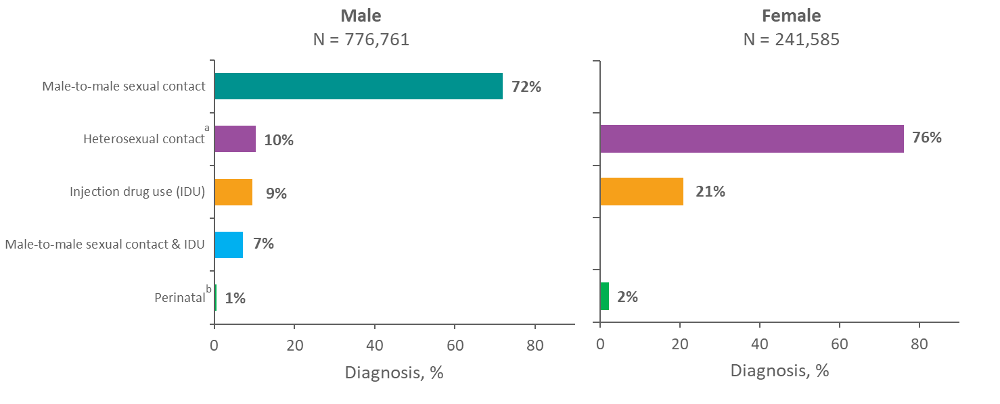 Male
N = 776,761
Male-to-male sexual contact
72%
Heterosexual contact a
10%
Injection drug use (IDU)
9%
Male-to-male sexual contact & IDU
7%
Perinatal b
1%
0 20 40 60 80
Diagnosis, %
Female
N = 241,585
76%
21%
2%
0 20 40 60 80
Diagnosis, %